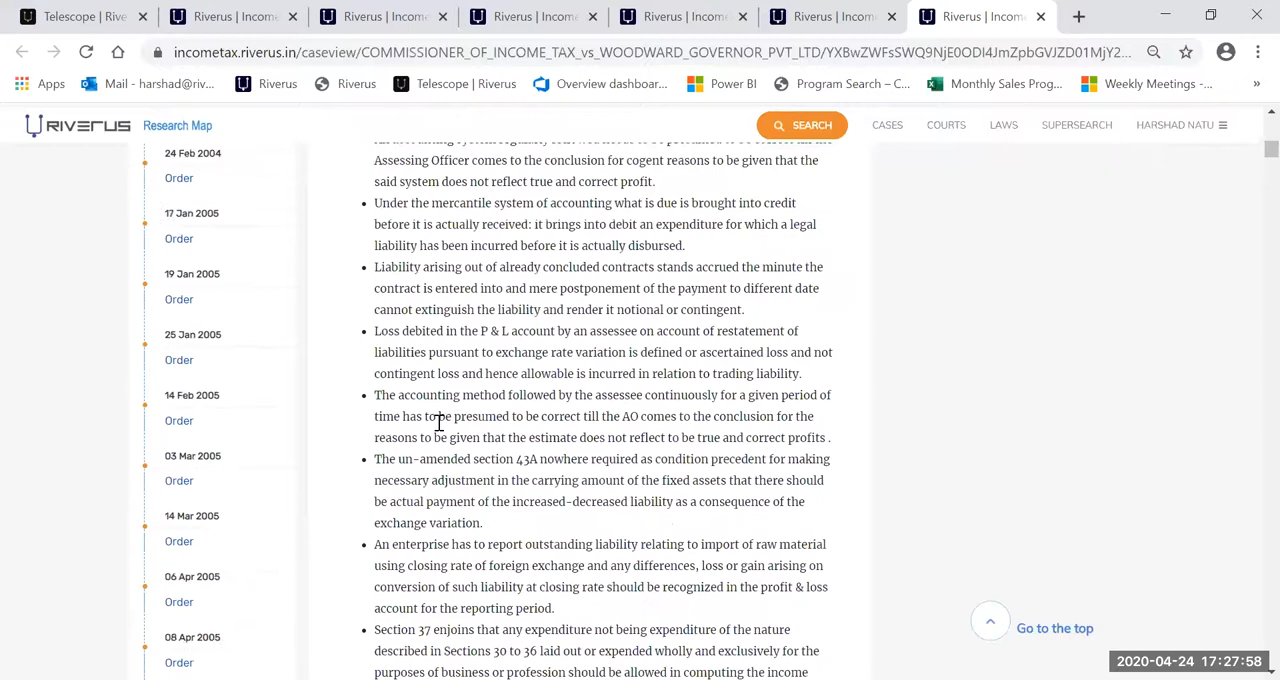 Telescope | Rive
Riverus | Incom
Riverus | Income
Riverus | Incom
Riverus | Incom
Riverus | Incom
Riverus | Incom
incometax.riverus.in/caseview/COMMISSIONER_OF_INCOME_TAX_vs_WOODWARD_GOVERNOR_PVT_LTD/YXBwZWFsSWQ9NjE0ODI4JmZpbGVJZD01MjY2...
Apps
Mail - harshad@riv...
Riverus
Riverus
Telescope | Riverus
Overview dashboar...
Power BI
Program Search – C...
Monthly Sales Prog...
Weekly Meetings -...
»
RIVERUS
Research Map
SEARCH
CASES
COURTS
LAWS
SUPERSEARCH
HARSHAD NATU
24 Feb 2004
Order
17 Jan 2005
Order
19 Jan 2005
Order
25 Jan 2005
Order
14 Feb 2005
Order
03 Mar 2005
Order
14 Mar 2005
Order
06 Apr 2005
Order
08 Apr 2005
Order
Assessing Officer comes to the conclusion for cogent reasons to be given that the
said system does not reflect true and correct profit.
• Under the mercantile system of accounting what is due is brought into credit
before it is actually received: it brings into debit an expenditure for which a legal
liability has been incurred before it is actually disbursed.
• Liability arising out of already concluded contracts stands accrued the minute the
contract is entered into and mere postponement of the payment to different date
cannot extinguish the liability and render it notional or contingent.
• Loss debited in the P & L account by an assessee on account of restatement of
liabilities pursuant to exchange rate variation is defined or ascertained loss and not
contingent loss and hence allowable is incurred in relation to trading liability.
• The accounting method followed by the assessee continuously for a given period of
time has to be presumed to be correct till the AO comes to the conclusion for the
reasons to be given that the estimate does not reflect to be true and correct profits .
• The un-amended section 43A nowhere required as condition precedent for making
necessary adjustment in the carrying amount of the fixed assets that there should
be actual payment of the increased-decreased liability as a consequence of the
exchange variation.
• An enterprise has to report outstanding liability relating to import of raw material
using closing rate of foreign exchange and any differences, loss or gain arising on
conversion of such liability at closing rate should be recognized in the profit & loss
account for the reporting period.
• Section 37 enjoins that any expenditure not being expenditure of the nature
described in Sections 30 to 36 laid out or expended wholly and exclusively for the
purposes of business or profession should be allowed in computing the income
Go to the top
2020-04-24 17:27:58